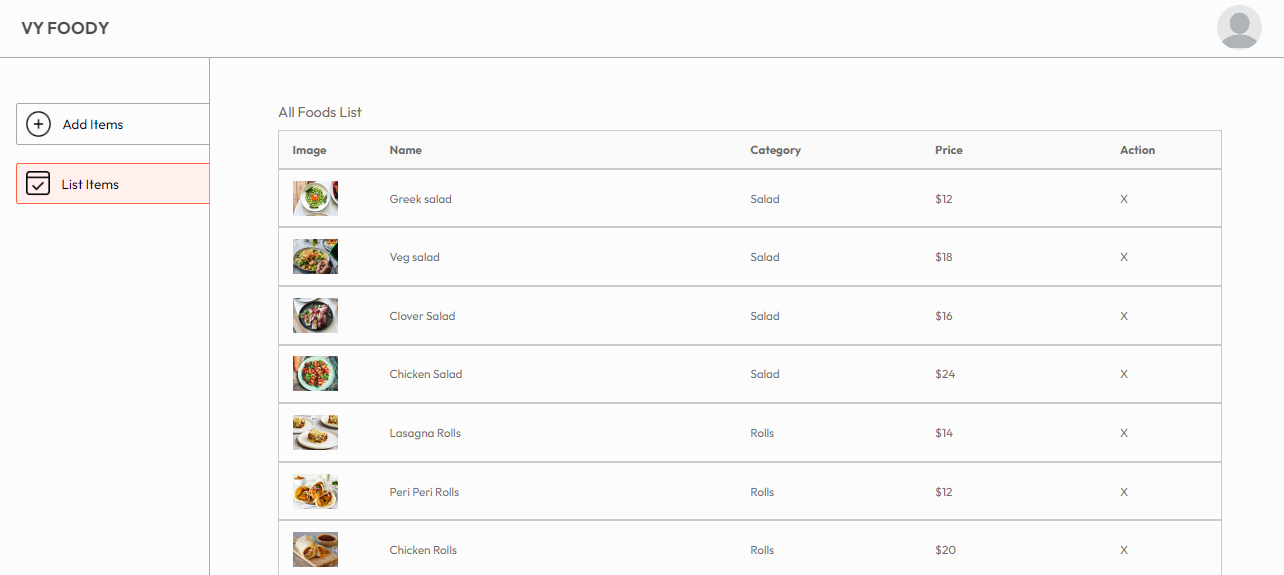 VY FOODY
Add Items
List Items
All Foods List
Image Name Category Price Action
Greek salad Salad $12 X
Veg salad Salad $18 X
Clover Salad Salad $16 X
Chicken Salad Salad $24 X
Lasagna Rolls Rolls $14 X
Peri Peri Rolls Rolls $12 X
Chicken Rolls Rolls $20 X